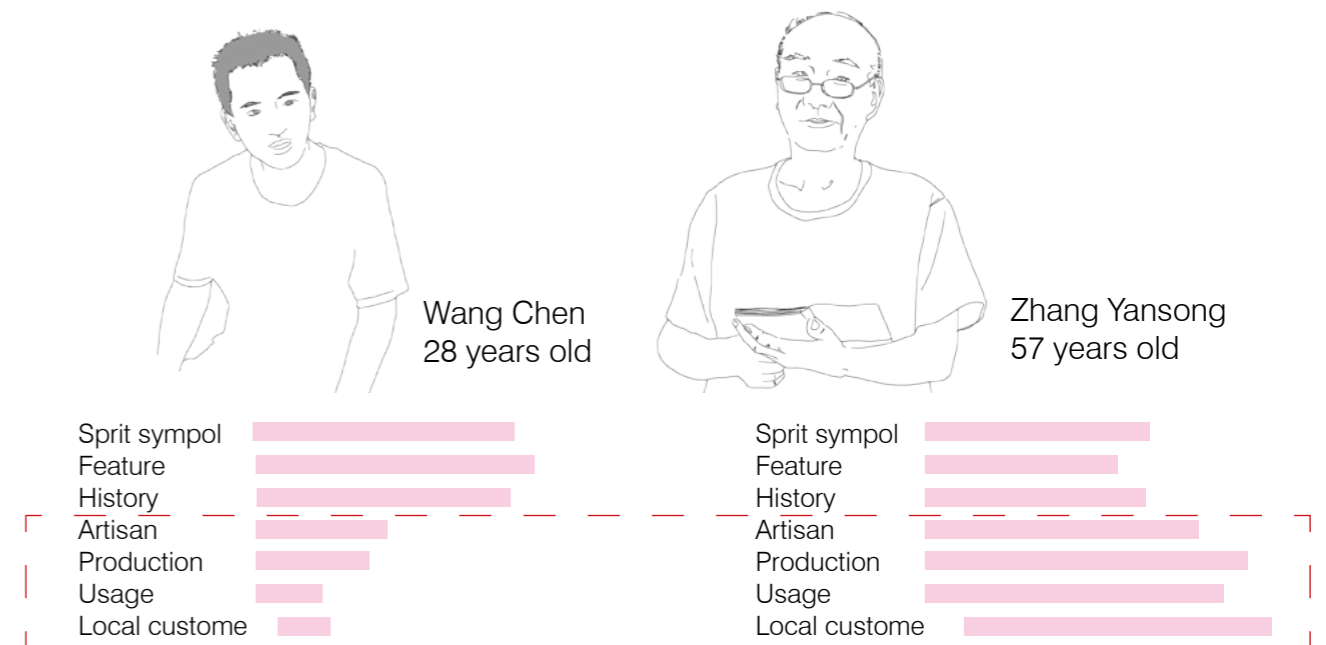 Wang Chen
28 years old
Zhang Yansong
57 years old
Sprit sympol
Feature
History
Artisan
Production
Usage
Local custome
Sprit sympol
Feature
History
Artisan
Production
Usage
Local custome